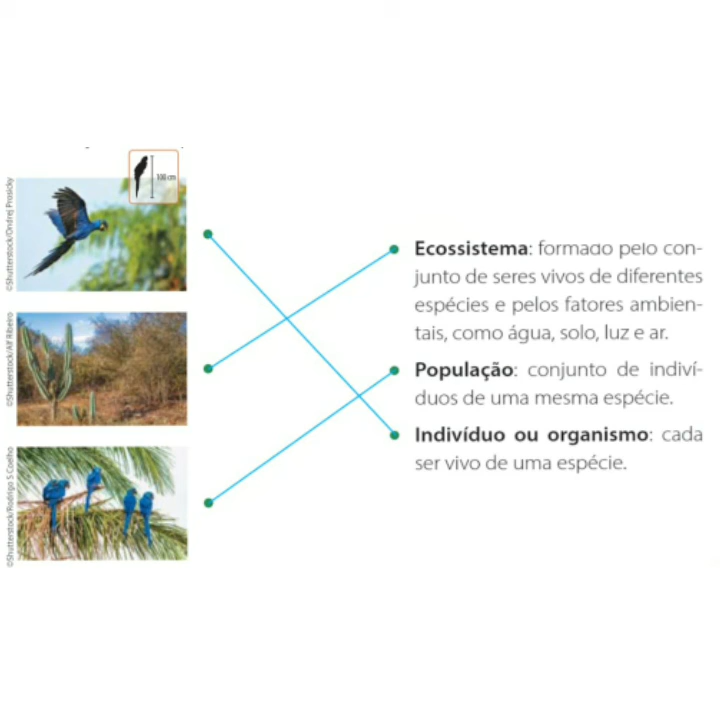 100 cm
©Shutterstock/Ondrej Prosicky
©Shutterstock/Alf Ribeiro
©Shutterstock/Rodrigo S Coelho
Ecossistema: formado pelo con-
junto de seres vivos de diferentes
espécies e pelos fatores ambien-
tais, como água, solo, luz e ar.
População: conjunto de indiví-
duos de uma mesma espécie.
Indivíduo ou organismo: cada
ser vivo de uma espécie.